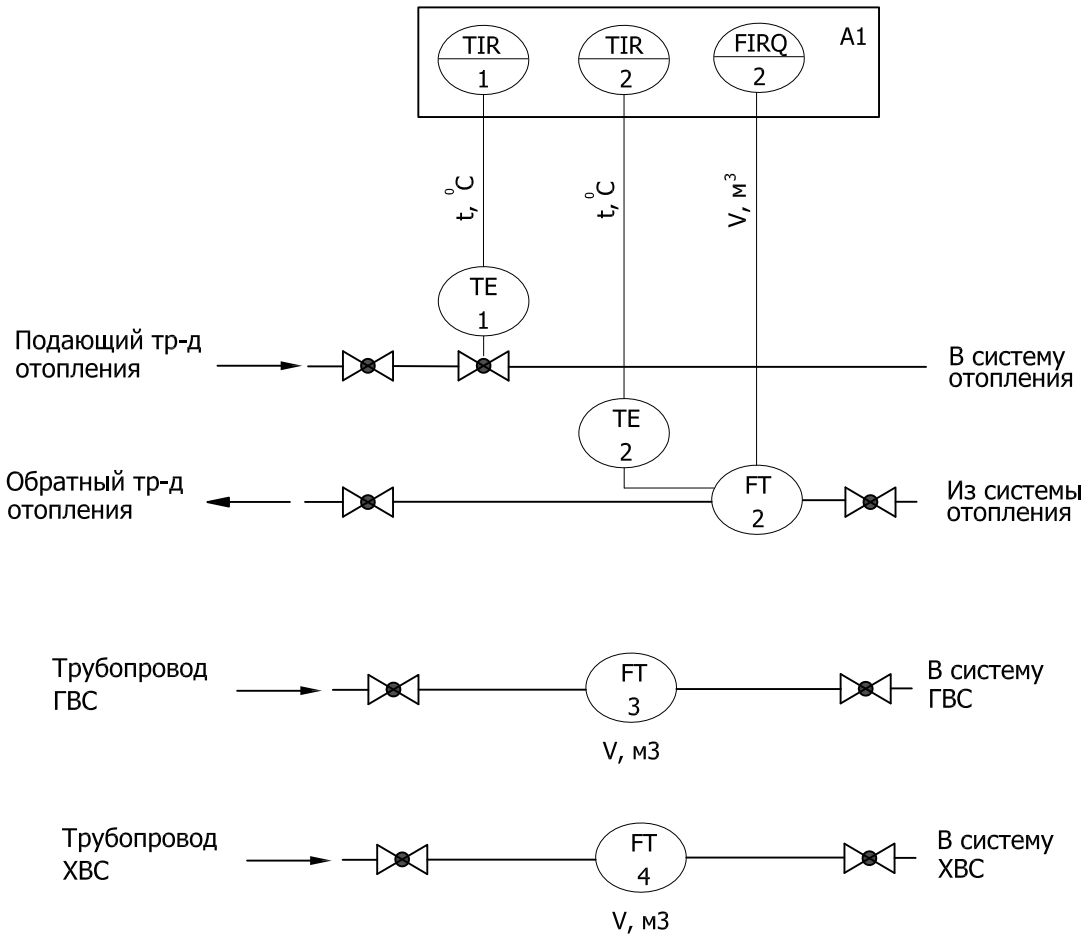 TIR
1
TIR
2
FIRQ
2
A1
t, ⁰C
t, ⁰C
V, м³
TE
1
Подающий тр-д
отопления
В систему
отопления
TE
2
Обратный тр-д
отопления
FT
2
Из системы
отопления
Трубопровод
ГВС
FT
3
V, м3
В систему
ГВС
Трубопровод
ХВС
FT
4
V, м3
В систему
ХВС